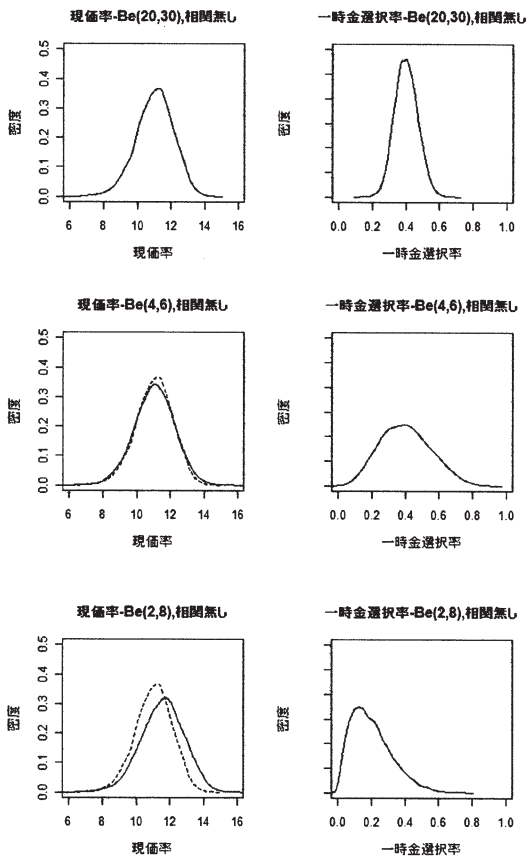 現価率-Be(20,30),相関無し
密度
0.0 0.1 0.2 0.3 0.4 0.5
6 8 10 12 14 16
現価率
一時金選択率-Be(20,30),相関無し
密度
0.0 0.2 0.4 0.6 0.8 1.0
一時金選択率
現価率-Be(4,6),相関無し
密度
0.0 0.1 0.2 0.3 0.4 0.5
6 8 10 12 14 16
現価率
一時金選択率-Be(4,6),相関無し
密度
0.0 0.2 0.4 0.6 0.8 1.0
一時金選択率
現価率-Be(2,8),相関無し
密度
0.0 0.1 0.2 0.3 0.4 0.5
6 8 10 12 14 16
現価率
一時金選択率-Be(2,8),相関無し
密度
0.0 0.2 0.4 0.6 0.8 1.0
一時金選択率